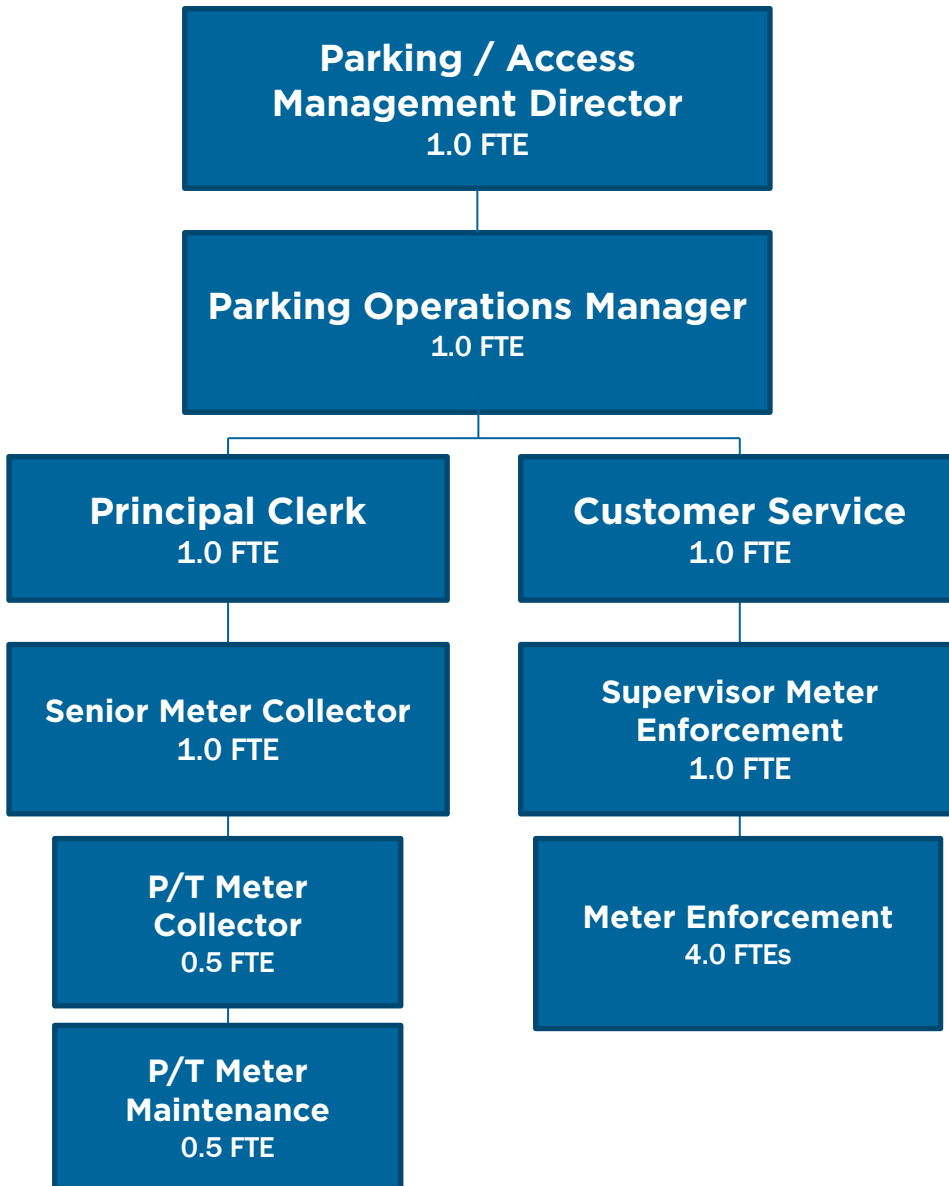 Parking / Access
Management Director
1.0 FTE
Parking Operations Manager
1.0 FTE
Principal Clerk
1.0 FTE
Customer Service
1.0 FTE
Senior Meter Collector
1.0 FTE
Supervisor Meter
Enforcement
1.0 FTE
P/T Meter
Collector
0.5 FTE
Meter Enforcement
4.0 FTEs
P/T Meter
Maintenance
0.5 FTE